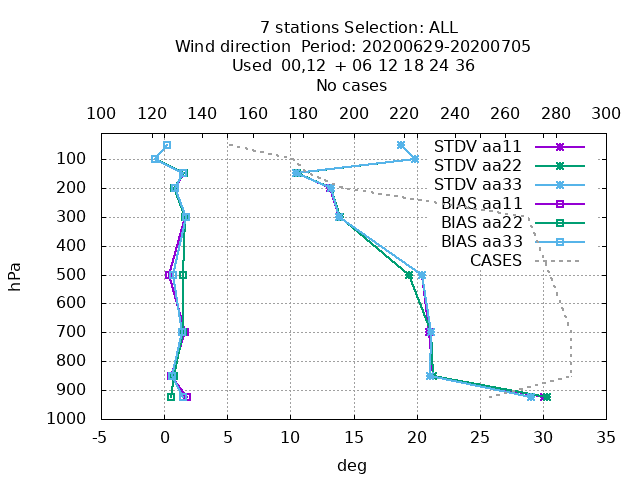 7 stations Selection: ALL
Wind direction  Period: 20200629-20200705
Used  00,12  + 06 12 18 24 36
No cases
100 120 140 160 180 200 220 240 260 280 300
STDV aa11
STDV aa22
STDV aa33
BIAS aa11
BIAS aa22
BIAS aa33
CASES
100
200
300
400
500
600
700
800
900
1000
hPa
-5 0 5 10 15 20 25 30 35
deg